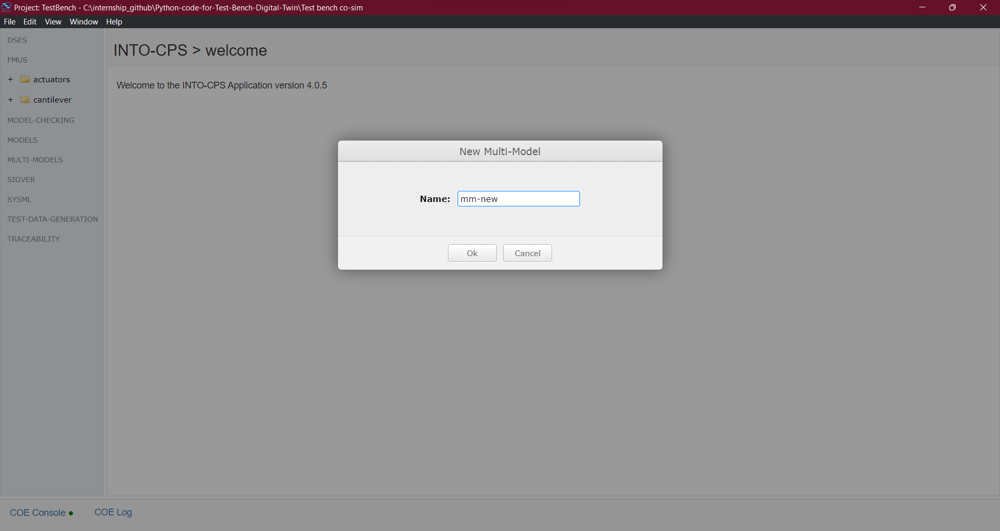 Project: TestBench - C:\internship_github\Python-code-for-Test-Bench-Digital-Twin\Test bench co-sim
File Edit View Window Help
DSES
FMUS
+ actuators
+ cantilever
MODEL-CHECKING
MODELS
MULTI-MODELS
SIGVER
SYSML
TEST-DATA-GENERATION
TRACEABILITY
INTO-CPS > welcome
Welcome to the INTO-CPS Application version 4.0.5
New Multi-Model
Name: mm-new
Ok Cancel
COE Console COE Log